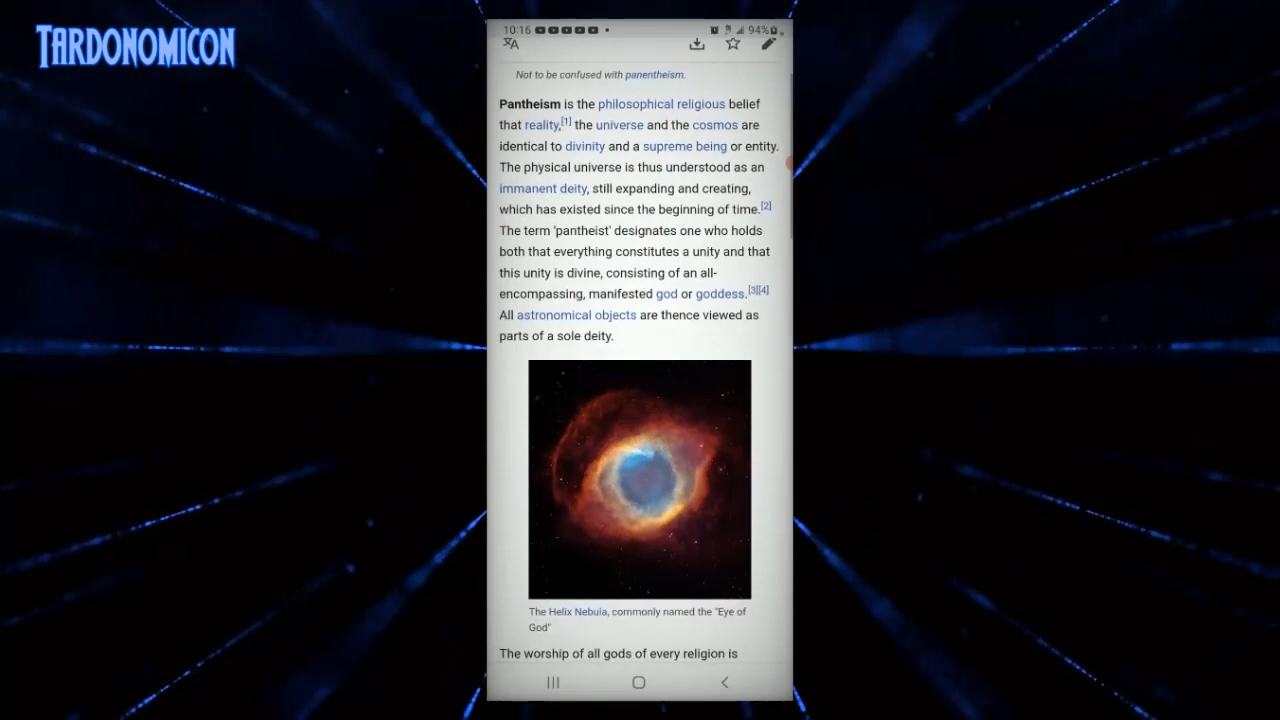 TARDONOMICON
10:16
94%
Not to be confused with panentheism.
Pantheism is the philosophical religious belief
that reality,[1] the universe and the cosmos are
identical to divinity and a supreme being or entity.
The physical universe is thus understood as an
immanent deity, still expanding and creating,
which has existed since the beginning of time.[2]
The term 'pantheist' designates one who holds
both that everything constitutes a unity and that
this unity is divine, consisting of an all-
encompassing, manifested god or goddess.[3][4]
All astronomical objects are thence viewed as
parts of a sole deity.
The Helix Nebula, commonly named the "Eye of
God"
The worship of all gods of every religion is